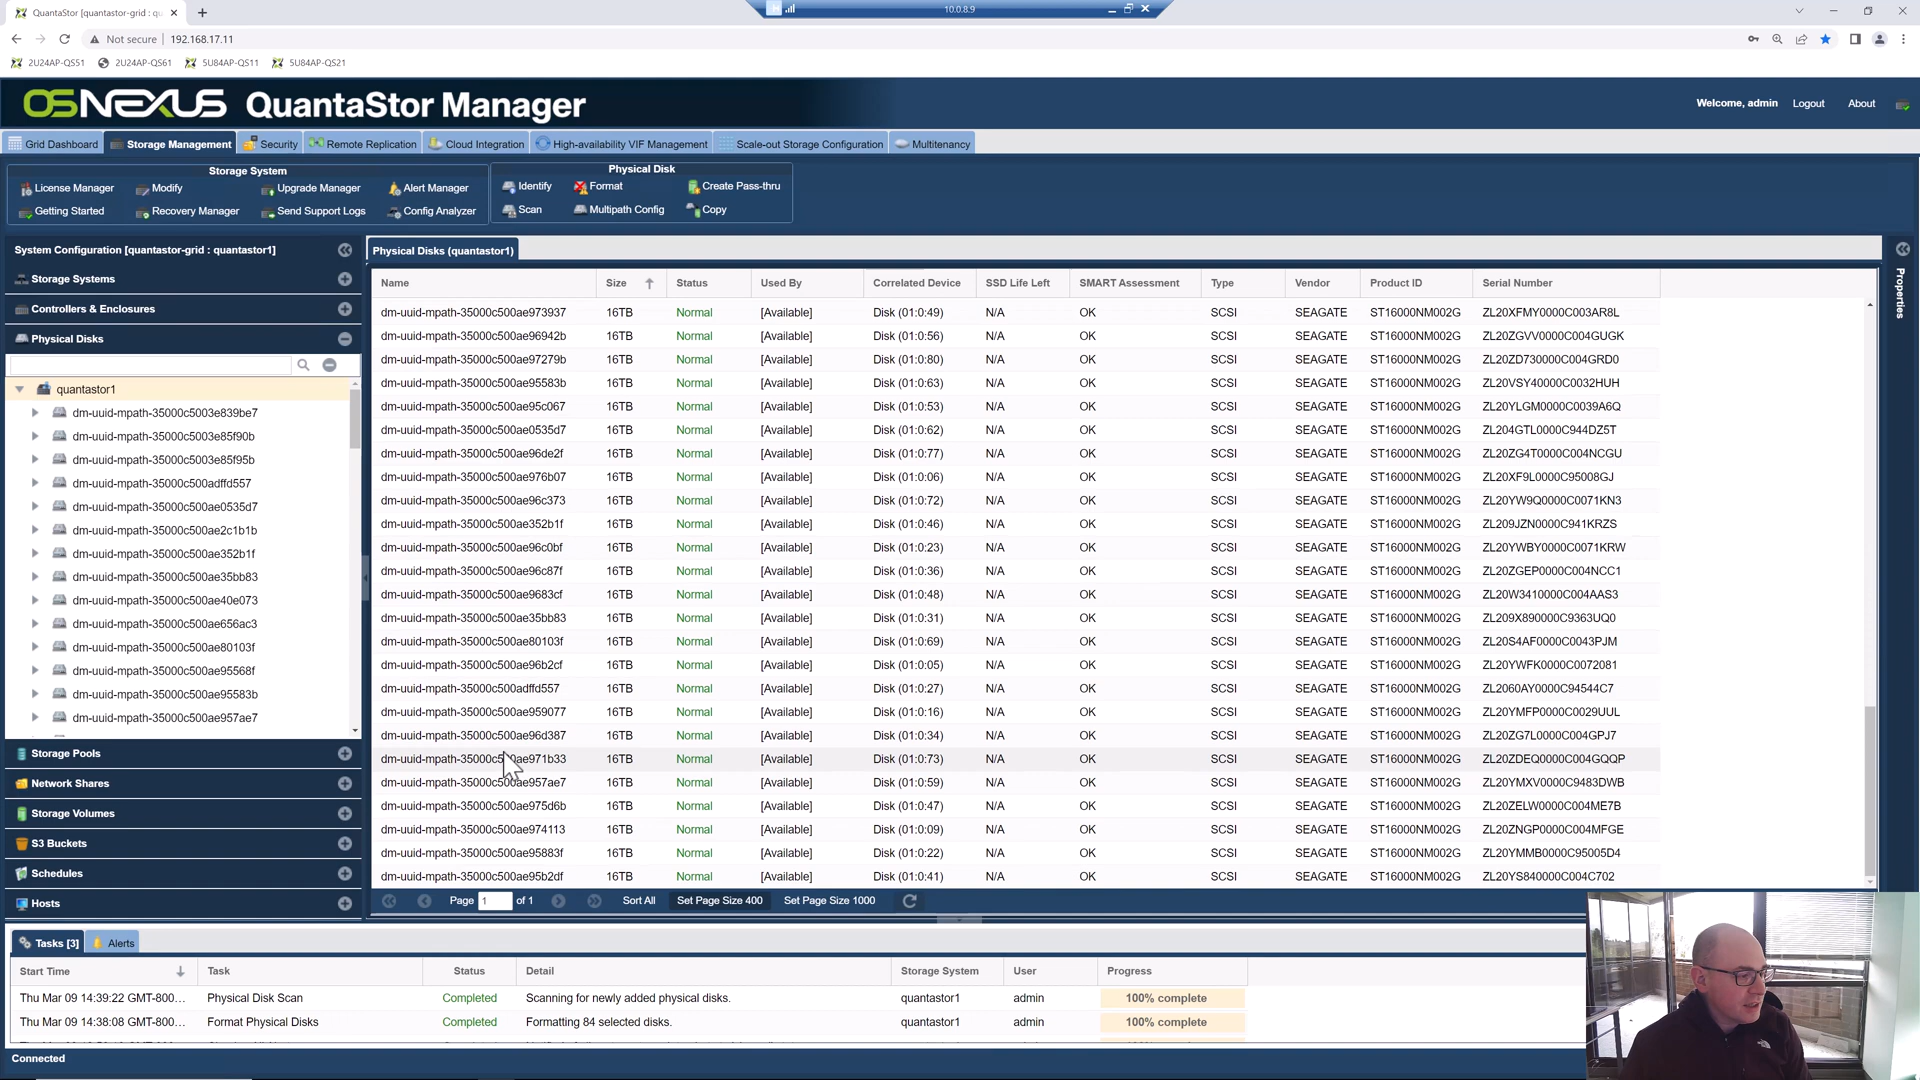 QuantaStor [quantastor-grid : qu
10.0.8.9
Not secure 192.168.17.11
2U24AP-QS51 2U24AP-QS61 5U84AP-QS11 5U84AP-QS21
OSNEXUS QuantaStor Manager
Welcome, admin Logout About
Grid Dashboard Storage Management Security Remote Replication Cloud Integration High-availability VIF Management Scale-out Storage Configuration Multitenancy
Storage System Physical Disk
License Manager Modify Upgrade Manager Alert Manager Identify Format Create Pass-thru
Getting Started Recovery Manager Send Support Logs Config Analyzer Scan Multipath Config Copy
System Configuration [quantastor-grid : quantastor1]
Storage Systems
Controllers & Enclosures
Physical Disks
quantastor1
dm-uuid-mpath-35000c5003e839be7
dm-uuid-mpath-35000c5003e85f90b
dm-uuid-mpath-35000c5003e85f95b
dm-uuid-mpath-35000c500adffd557
dm-uuid-mpath-35000c500ae0535d7
dm-uuid-mpath-35000c500ae2c1b1b
dm-uuid-mpath-35000c500ae352b1f
dm-uuid-mpath-35000c500ae35bb83
dm-uuid-mpath-35000c500ae40e073
dm-uuid-mpath-35000c500ae656ac3
dm-uuid-mpath-35000c500ae80103f
dm-uuid-mpath-35000c500ae95568f
dm-uuid-mpath-35000c500ae95583b
dm-uuid-mpath-35000c500ae957ae7
Storage Pools
Network Shares
Storage Volumes
S3 Buckets
Schedules
Hosts
Physical Disks (quantastor1)
Name Size Status Used By Correlated Device SSD Life Left SMART Assessment Type Vendor Product ID Serial Number
dm-uuid-mpath-35000c500ae973937 16TB Normal [Available] Disk (01:0:49) N/A OK SCSI SEAGATE ST16000NM002G ZL20XFMY0000C003AR8L
dm-uuid-mpath-35000c500ae96942b 16TB Normal [Available] Disk (01:0:56) N/A OK SCSI SEAGATE ST16000NM002G ZL20ZGVV0000C004GUGK
dm-uuid-mpath-35000c500ae97279b 16TB Normal [Available] Disk (01:0:80) N/A OK SCSI SEAGATE ST16000NM002G ZL20ZD730000C004GRD0
dm-uuid-mpath-35000c500ae95583b 16TB Normal [Available] Disk (01:0:63) N/A OK SCSI SEAGATE ST16000NM002G ZL20VSY40000C0032HUH
dm-uuid-mpath-35000c500ae95c067 16TB Normal [Available] Disk (01:0:53) N/A OK SCSI SEAGATE ST16000NM002G ZL20YLGM0000C0039A6Q
dm-uuid-mpath-35000c500ae0535d7 16TB Normal [Available] Disk (01:0:62) N/A OK SCSI SEAGATE ST16000NM002G ZL204GTL0000C944DZ5T
dm-uuid-mpath-35000c500ae96de2f 16TB Normal [Available] Disk (01:0:77) N/A OK SCSI SEAGATE ST16000NM002G ZL20ZG4T0000C004NCGU
dm-uuid-mpath-35000c500ae976b07 16TB Normal [Available] Disk (01:0:06) N/A OK SCSI SEAGATE ST16000NM002G ZL20XF9L0000C95008GJ
dm-uuid-mpath-35000c500ae96c373 16TB Normal [Available] Disk (01:0:72) N/A OK SCSI SEAGATE ST16000NM002G ZL20YW9Q0000C0071KN3
dm-uuid-mpath-35000c500ae352b1f 16TB Normal [Available] Disk (01:0:46) N/A OK SCSI SEAGATE ST16000NM002G ZL209JZN0000C941KRZS
dm-uuid-mpath-35000c500ae96c0bf 16TB Normal [Available] Disk (01:0:23) N/A OK SCSI SEAGATE ST16000NM002G ZL20YWBY0000C0071KRW
dm-uuid-mpath-35000c500ae96c87f 16TB Normal [Available] Disk (01:0:36) N/A OK SCSI SEAGATE ST16000NM002G ZL20ZGEP0000C004NCC1
dm-uuid-mpath-35000c500ae9683cf 16TB Normal [Available] Disk (01:0:48) N/A OK SCSI SEAGATE ST16000NM002G ZL20W3410000C004AAS3
dm-uuid-mpath-35000c500ae35bb83 16TB Normal [Available] Disk (01:0:31) N/A OK SCSI SEAGATE ST16000NM002G ZL209X890000C9363UQ0
dm-uuid-mpath-35000c500ae80103f 16TB Normal [Available] Disk (01:0:69) N/A OK SCSI SEAGATE ST16000NM002G ZL20S4AF0000C0043PJM
dm-uuid-mpath-35000c500ae96b2cf 16TB Normal [Available] Disk (01:0:05) N/A OK SCSI SEAGATE ST16000NM002G ZL20YWFK0000C0072081
dm-uuid-mpath-35000c500adffd557 16TB Normal [Available] Disk (01:0:27) N/A OK SCSI SEAGATE ST16000NM002G ZL2060AY0000C94544C7
dm-uuid-mpath-35000c500ae959077 16TB Normal [Available] Disk (01:0:16) N/A OK SCSI SEAGATE ST16000NM002G ZL20YMFP0000C0029UUL
dm-uuid-mpath-35000c500ae96d387 16TB Normal [Available] Disk (01:0:34) N/A OK SCSI SEAGATE ST16000NM002G ZL20ZG7L0000C004GPJ7
dm-uuid-mpath-35000c500ae971b33 16TB Normal [Available] Disk (01:0:73) N/A OK SCSI SEAGATE ST16000NM002G ZL20ZDEQ0000C004GQQP
dm-uuid-mpath-35000c500ae957ae7 16TB Normal [Available] Disk (01:0:59) N/A OK SCSI SEAGATE ST16000NM002G ZL20YMXV0000C9483DWB
dm-uuid-mpath-35000c500ae975d6b 16TB Normal [Available] Disk (01:0:47) N/A OK SCSI SEAGATE ST16000NM002G ZL20ZELW0000C004ME7B
dm-uuid-mpath-35000c500ae974113 16TB Normal [Available] Disk (01:0:09) N/A OK SCSI SEAGATE ST16000NM002G ZL20ZNGP0000C004MFGE
dm-uuid-mpath-35000c500ae95883f 16TB Normal [Available] Disk (01:0:22) N/A OK SCSI SEAGATE ST16000NM002G ZL20YMMB0000C95005D4
dm-uuid-mpath-35000c500ae95b2df 16TB Normal [Available] Disk (01:0:41) N/A OK SCSI SEAGATE ST16000NM002G ZL20YS840000C004C702
Page 1 of 1 Sort All Set Page Size 400 Set Page Size 1000
Properties
Tasks [3] Alerts
Start Time Task Status Detail Storage System User Progress
Thu Mar 09 14:39:22 GMT-800... Physical Disk Scan Completed Scanning for newly added physical disks. quantastor1 admin 100% complete
Thu Mar 09 14:38:08 GMT-800... Format Physical Disks Completed Formatting 84 selected disks. quantastor1 admin 100% complete
Connected